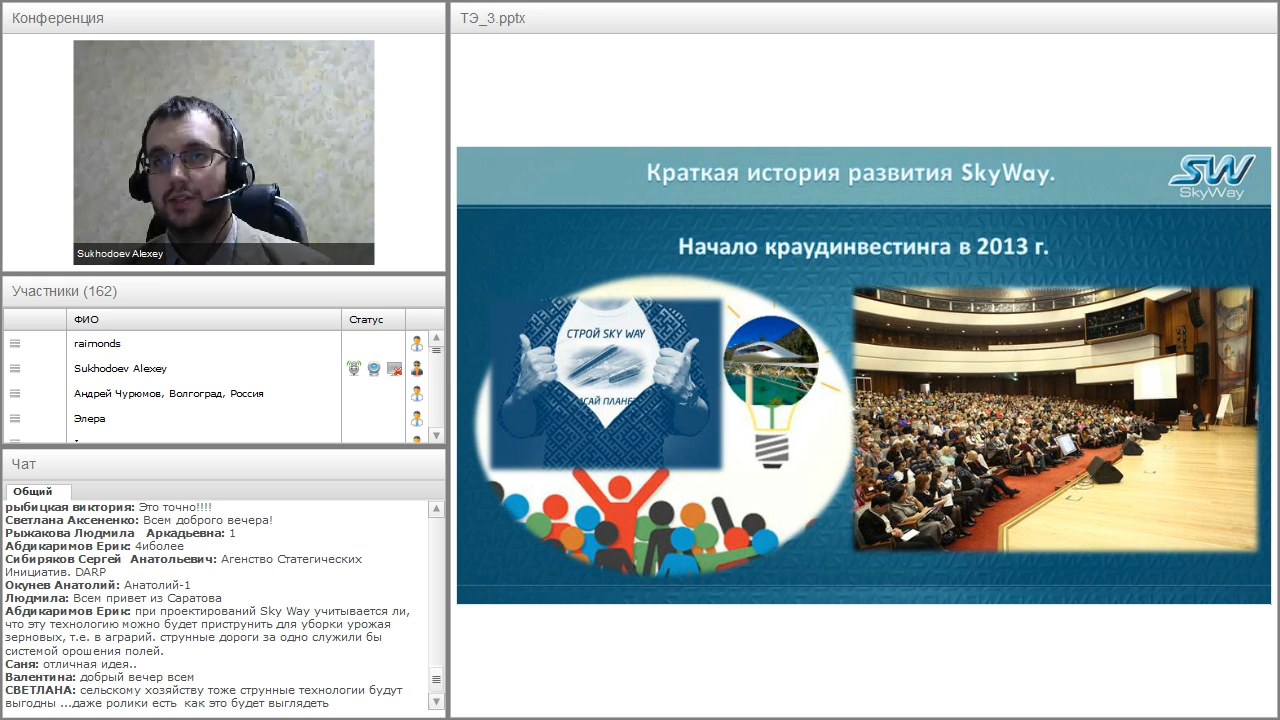 Конференция
Sukhodoev Alexey
Участники (162)
ФИО
Статус
raimonds
Sukhodoev Alexey
Андрей Чурюмов, Волгоград, Россия
Элера
Чат
Общий
рыбицкая виктория: Это точно!!!!
Светлана Аксененко: Всем доброго вечера!
Рыжакова Людмила Аркадьевна: 1
Абдикаримов Ерик: 4иболее
Сибиряков Сергей Анатольевич: Агенство Статегических
Инициатив. DARP
Окунев Анатолий: Анатолий-1
Людмила: Всем привет из Саратова
Абдикаримов Ерик: при проектирований Sky Way учитывается ли,
что эту технологию можно будет приструнить для уборки урожая
зерновых, т.е. в аграрий. струнные дороги за одно служили бы
системой орошения полей.
Саня: отличная идея..
Валентина: добрый вечер всем
СВЕТЛАНА: сельскому хозяйству тоже струнные технологии будут
выгодны ...даже ролики есть как это будет выглядеть
ТЭ_3.pptx
Краткая история развития SkyWay.
SW
SkyWay
Начало краудинвестинга в 2013 г.
СТРОЙ SKY WAY